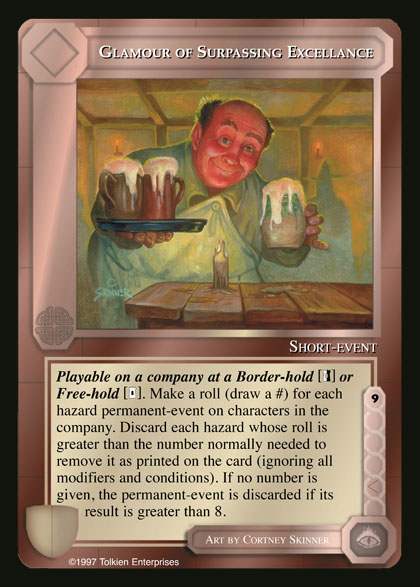 Glamour of Surpassing Excellance
C.
Skinner
Short-event
Playable on a company at a Border-hold [] or
Free-hold []. Make a roll (draw a #) for each
hazard permanent-event on characters in the
company. Discard each hazard whose roll is
greater than the number normally needed to
remove it as printed on the card (ignoring all
modifiers and conditions). If no number is
given, the permanent-event is discarded if its
result is greater than 8.
9
Art by Cortney Skinner
©1997 Tolkien Enterprises